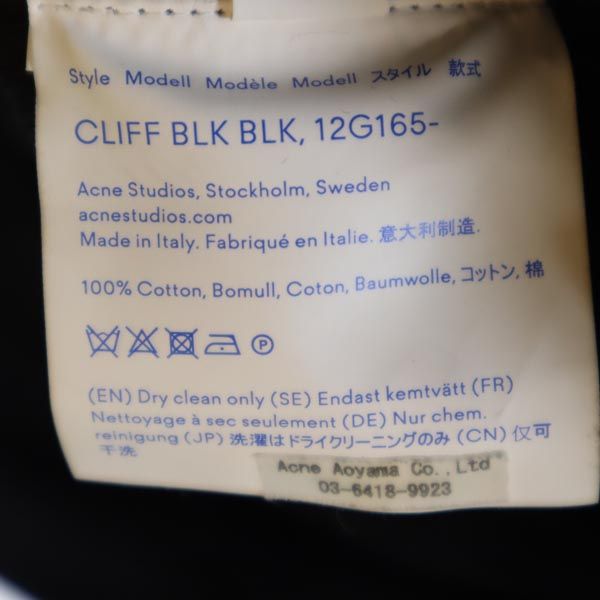 Style Modell Modèle Modell スタイル 款式
CLIFF BLK BLK, 12G165-
Acne Studios, Stockholm, Sweden
acnestudios.com
Made in Italy. Fabriqué en Italie. 意大利制造.
100% Cotton, Bomull, Coton, Baumwolle, コットン, 棉
P
(EN) Dry clean only (SE) Endast kemtvätt (FR)
Nettoyage à sec seulement (DE) Nur chem.
reinigung (JP) 洗濯はドライクリーニングのみ (CN) 仅可
干洗
Acne Aoyama Co.,Ltd
03-6418-9923